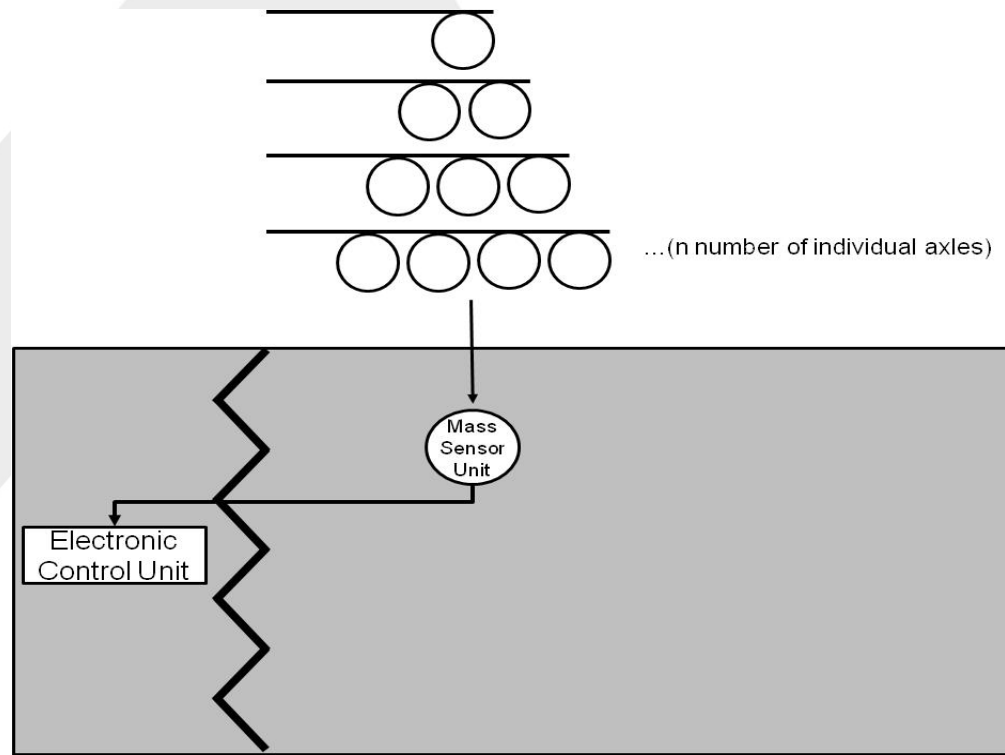 ...(n number of individual axles)
Mass
Sensor
Unit
Electronic
Control Unit